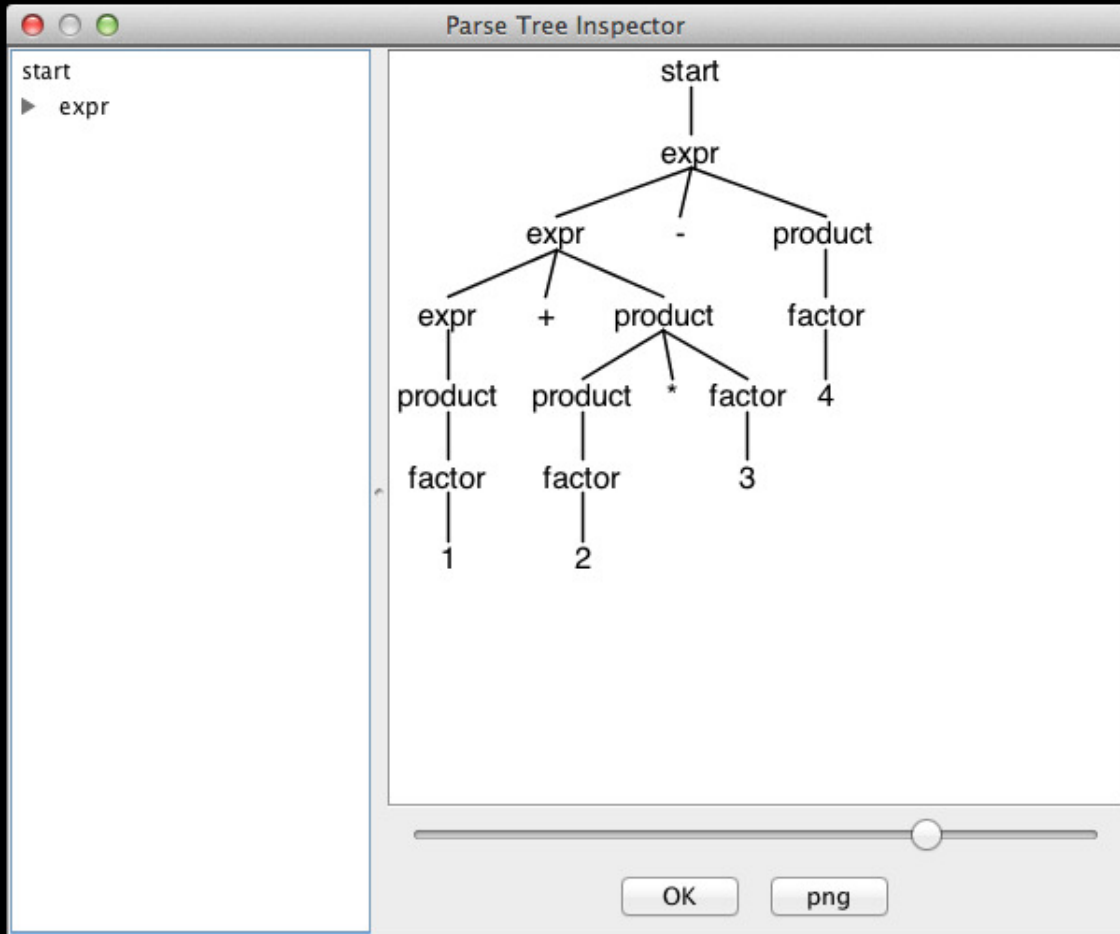 Parse Tree Inspector
start
expr
start
expr
expr - product
expr + product factor
product product * factor 4
factor factor 3
1 2
OK png